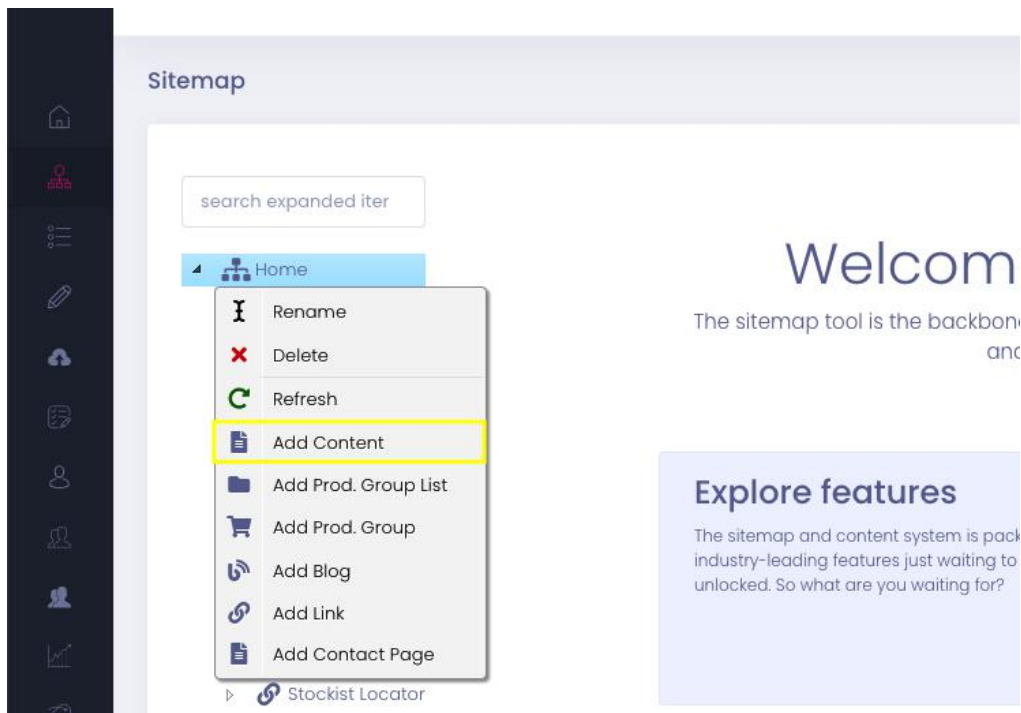 Sitemap
search expanded iter
Home
Rename
Delete
Refresh
Add Content
Add Prod. Group List
Add Prod. Group
Add Blog
Add Link
Add Contact Page
Stockist Locator
Welcom
The sitemap tool is the backbone
and
Explore features
The sitemap and content system is pack
industry-leading features just waiting to
unlocked. So what are you waiting for?